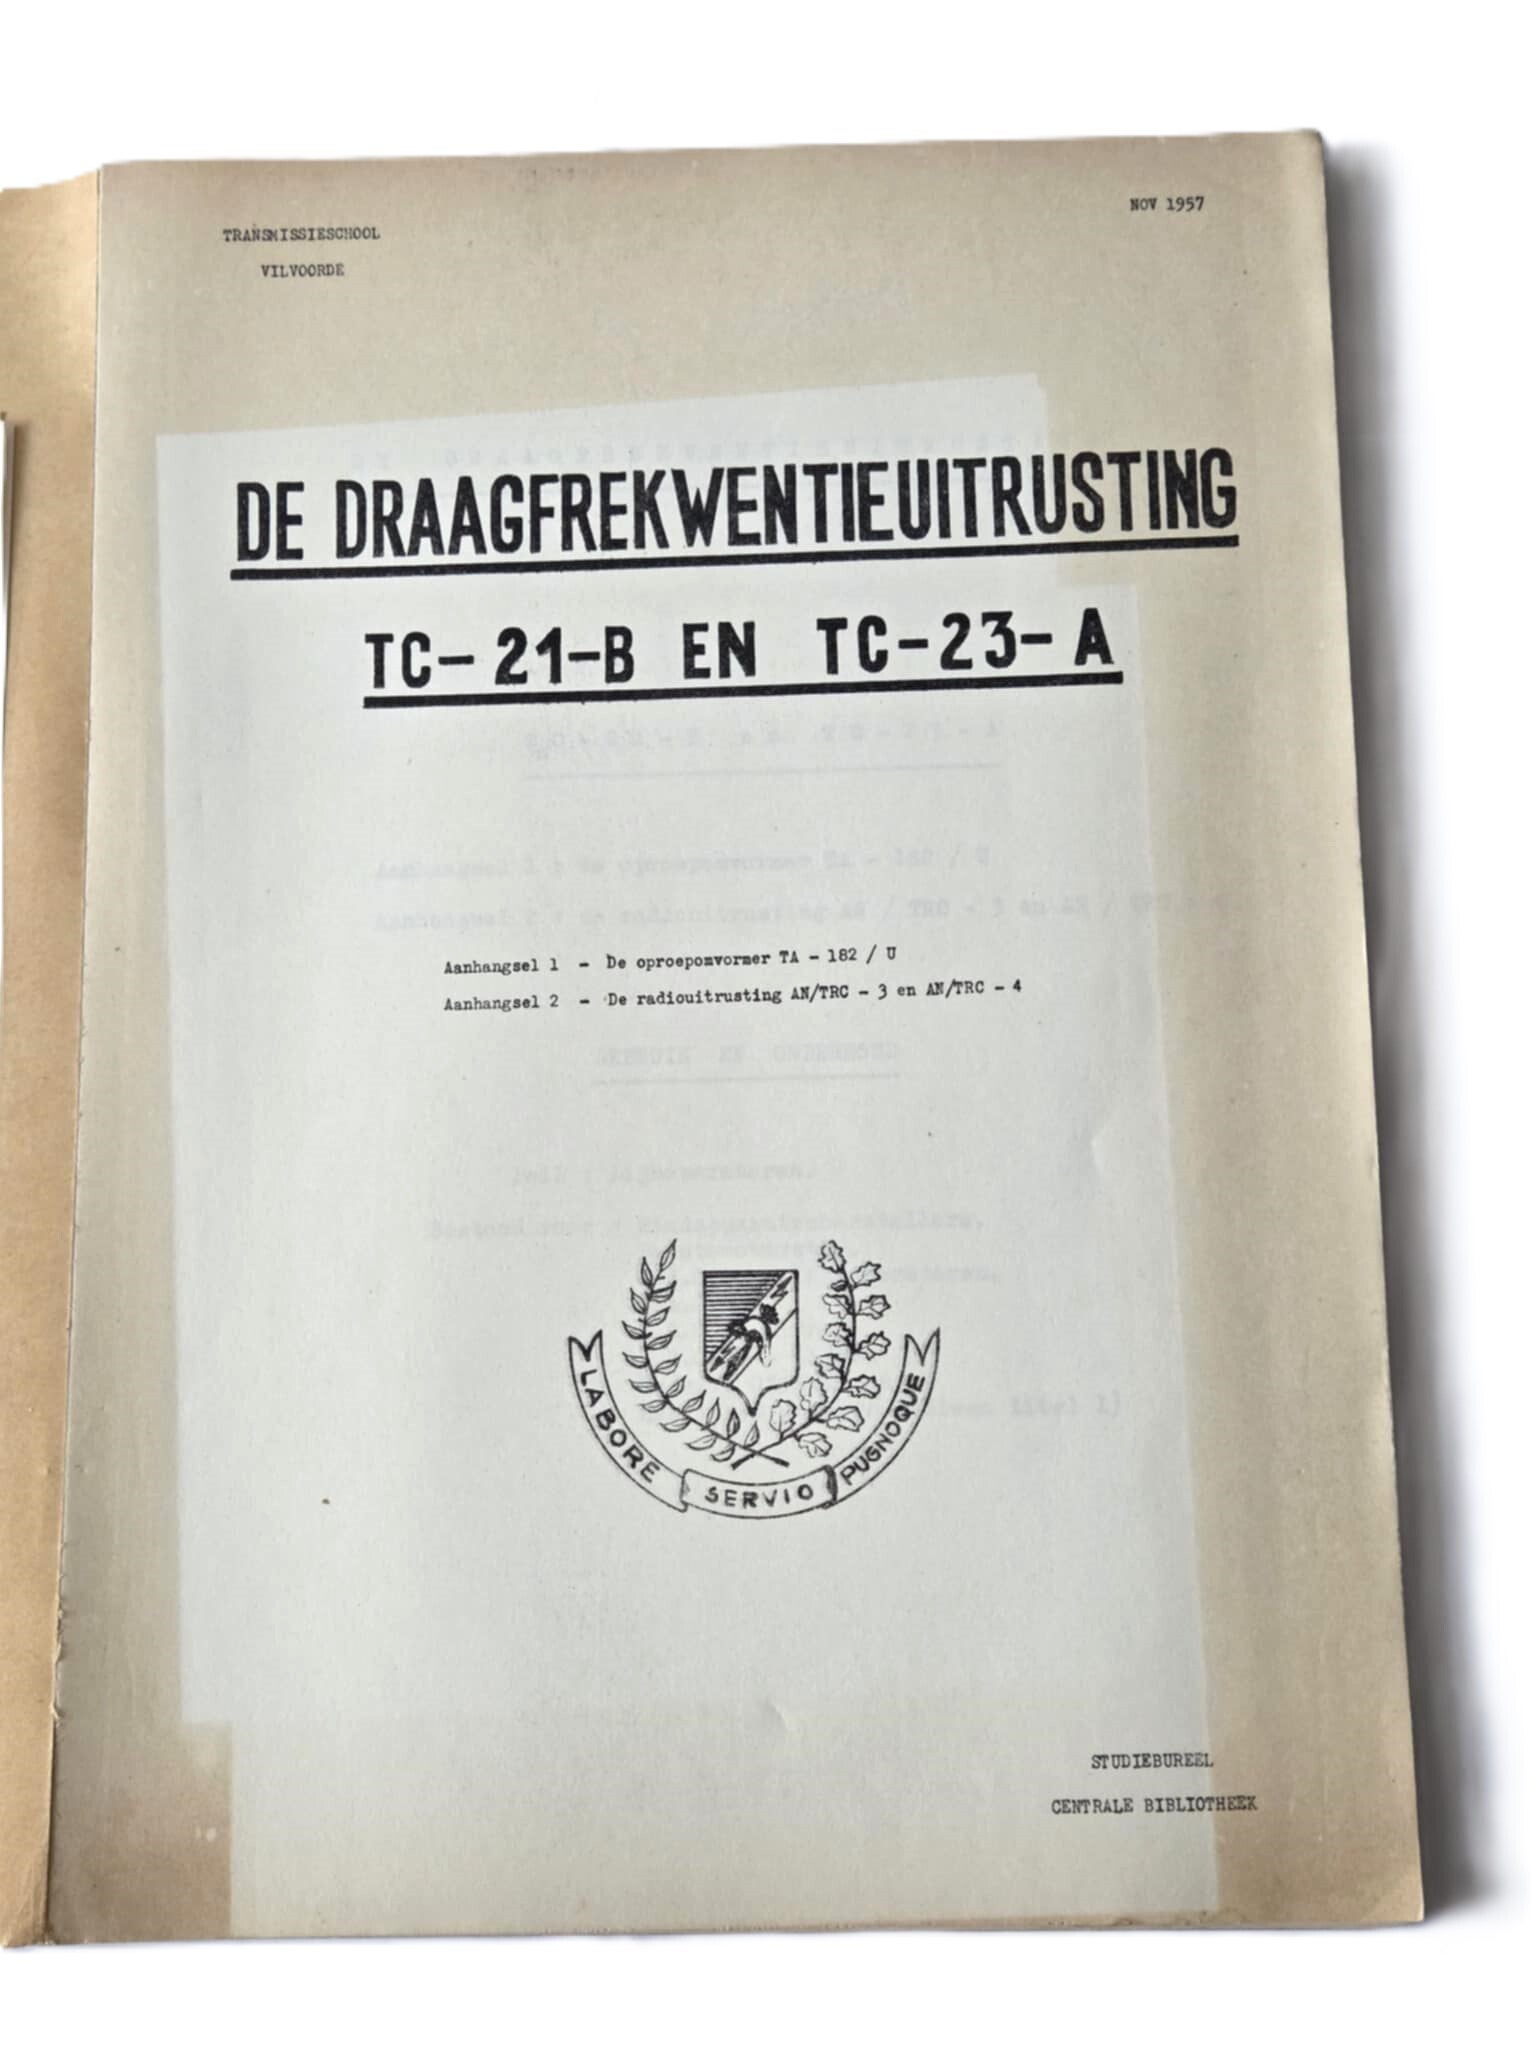 NOV 1957
TRANSMISSIESCHOOL
VILVOORDE
DE DRAAGFREKWENTIEUITRUSTING
TC-21-B EN TC-23-A
Aanhangsel 1 - De oproepomvormer TA - 182 / U
Aanhangsel 2 - De radiouitrusting AN/TRC - 3 en AN/TRC - 4
LABORE SERVIO PUGNOQUE
STUDIEBUREEL
CENTRALE BIBLIOTHEEK